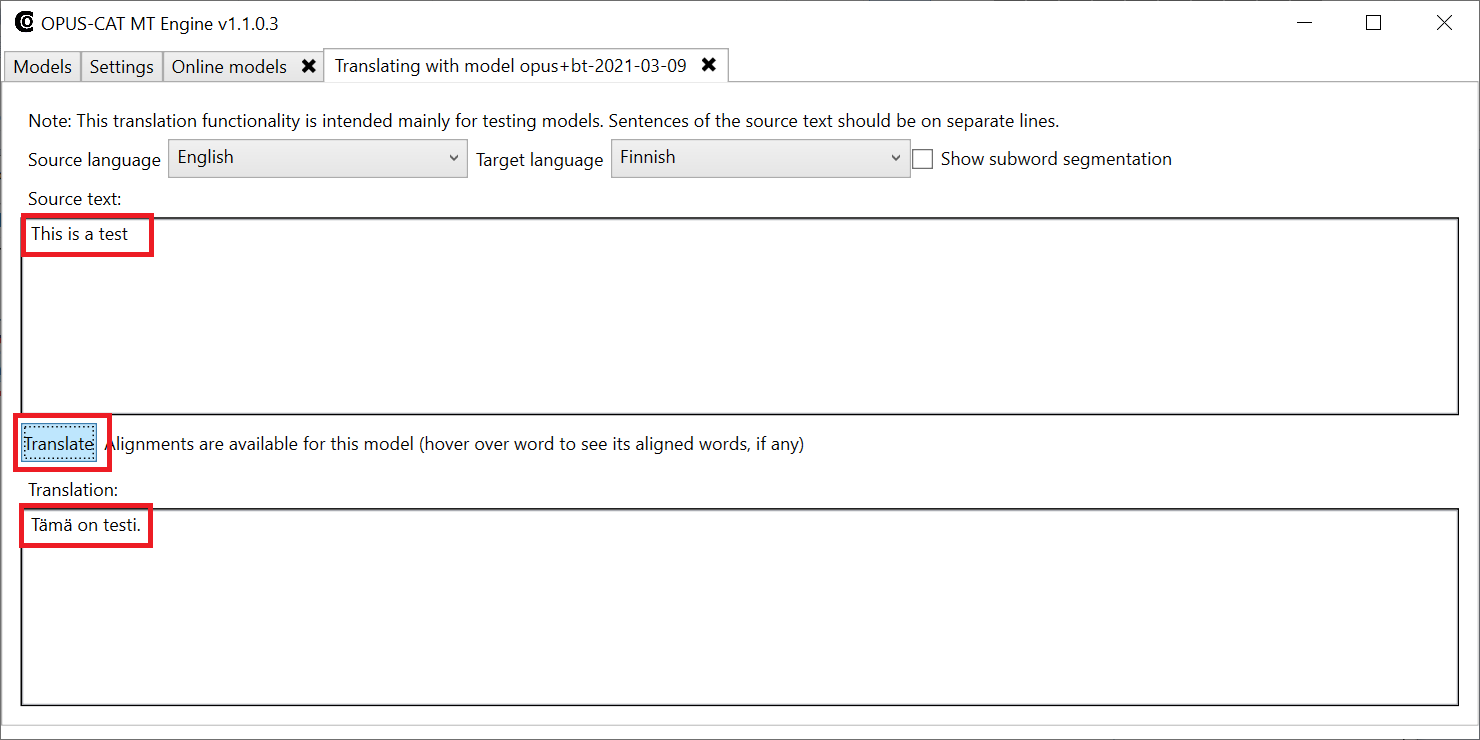 OPUS-CAT MT Engine v1.1.0.3
Models Settings Online models Translating with model opus+bt-2021-03-09
Note: This translation functionality is intended mainly for testing models. Sentences of the source text should be on separate lines.
Source language English Target language Finnish Show subword segmentation
Source text:
This is a test
Translate Alignments are available for this model (hover over word to see its aligned words, if any)
Translation:
Tämä on testi.